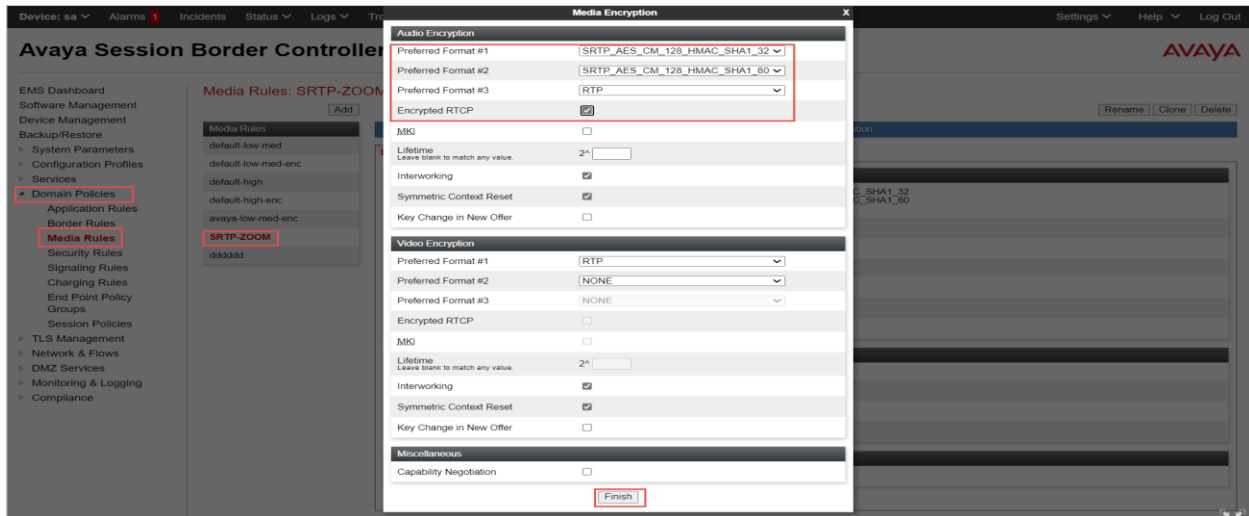 Device: sa
Alarms 1
Incidents
Status
Logs
Media Encryption
X
Settings
Help
Log Out
Avaya Session Border Controller
AVAYA
EMS Dashboard
Software Management
Device Management
Backup/Restore
System Parameters
Configuration Profiles
Services
Domain Policies
Application Rules
Border Rules
Media Rules
Security Rules
Signaling Rules
Charging Rules
End Point Policy
Groups
Session Policies
TLS Management
Network & Flows
DMZ Services
Monitoring & Logging
Compliance
Media Rules: SRTP-ZOOM
Add
Rename
Clone
Delete
Media Rules
default-low-med
default-low-med-enc
default-high
default-high-enc
avaya-low-med-enc
SRTP-ZOOM
dddddd
C_SHA1_32
C_SHA1_80
Audio Encryption
Preferred Format #1 SRTP_AES_CM_128_HMAC_SHA1_32
Preferred Format #2 SRTP_AES_CM_128_HMAC_SHA1_80
Preferred Format #3 RTP
Encrypted RTCP
MKI
Lifetime 2^
Leave blank to match any value.
Interworking
Symmetric Context Reset
Key Change in New Offer
Video Encryption
Preferred Format #1 RTP
Preferred Format #2 NONE
Preferred Format #3 NONE
Encrypted RTCP
MKI
Lifetime 2^
Leave blank to match any value.
Interworking
Symmetric Context Reset
Key Change in New Offer
Miscellaneous
Capability Negotiation
Finish